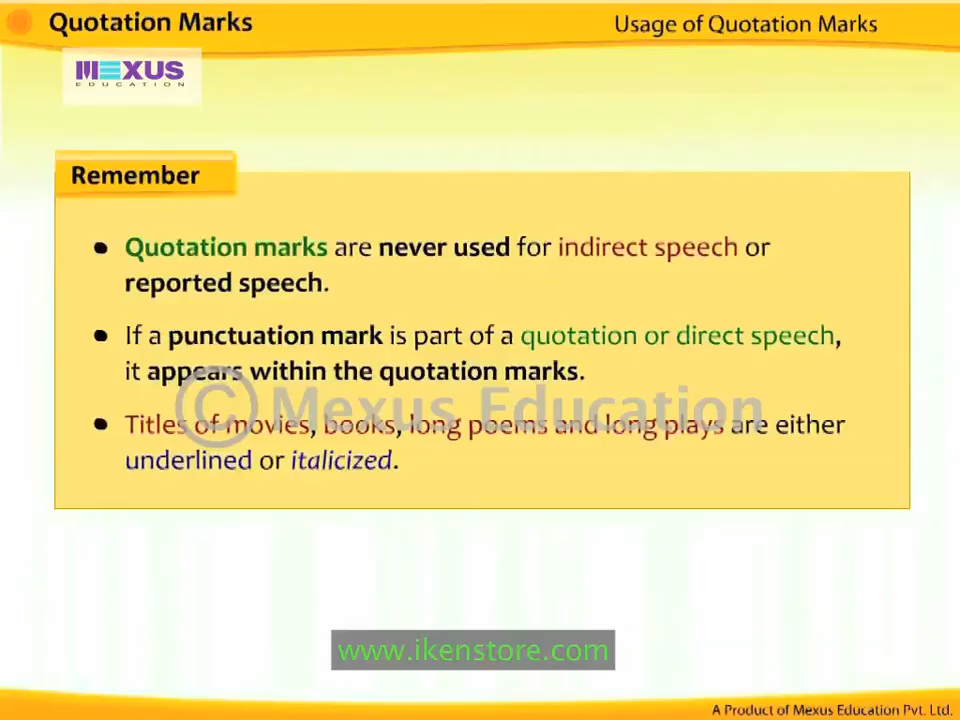 Quotation Marks
Usage of Quotation Marks
MEXUS
EDUCATION
Remember
• Quotation marks are never used for indirect speech or
reported speech.
• If a punctuation mark is part of a quotation or direct speech,
it appears within the quotation marks.
© Mexus Education
• Titles of movies, books, long poems and long plays are either
underlined or italicized.
www.ikenstore.com
A Product of Mexus Education Pvt. Ltd.